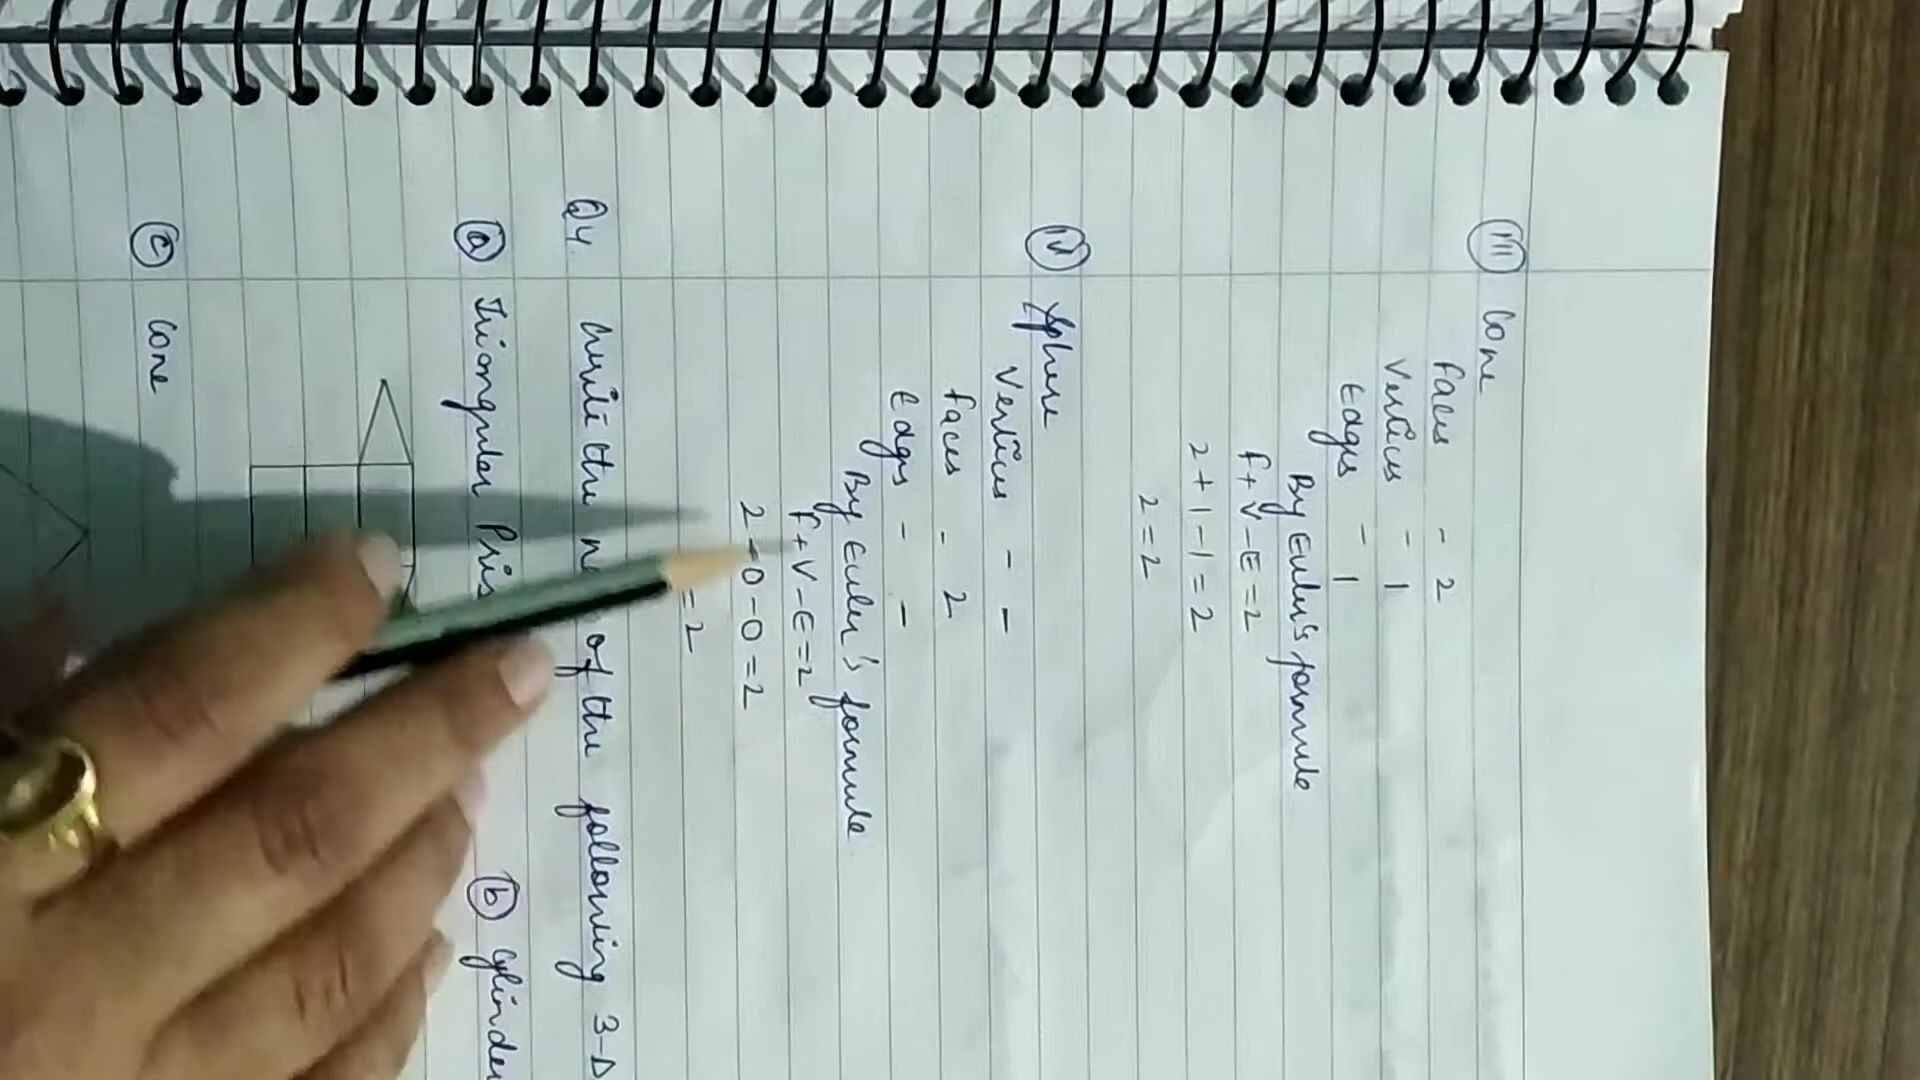 III Cone
Faces - 2
Vertices - 1
Edges - 1
By Euler's formula
F+V-E=2
2+1-1=2
2=2
IV Sphere
Vertices - -
faces - 2
Edges - -
By Euler's formula
F+V-E=2
2 0-0=2
=2
Q4 Write the of the following 3-D
a Triangular Pris
b Cylinder
c Cone